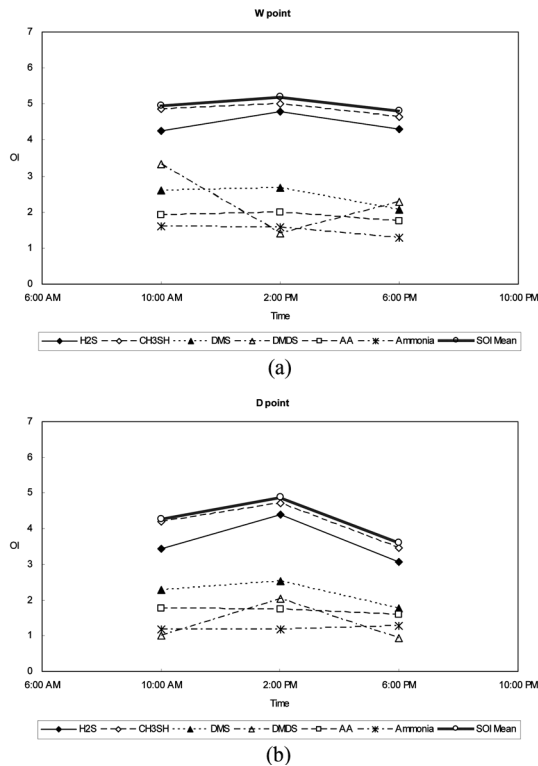 W point
7
6
5
4
3
2
1
0
OI
6:00 AM 10:00 AM 2:00 PM 6:00 PM 10:00 PM
Time
H2S CH3SH DMS DMDS AA Ammonia SOI Mean
(a)
D point
7
6
5
4
3
2
1
0
OI
6:00 AM 10:00 AM 2:00 PM 6:00 PM 10:00 PM
Time
H2S CH3SH DMS DMDS AA Ammonia SOI Mean
(b)